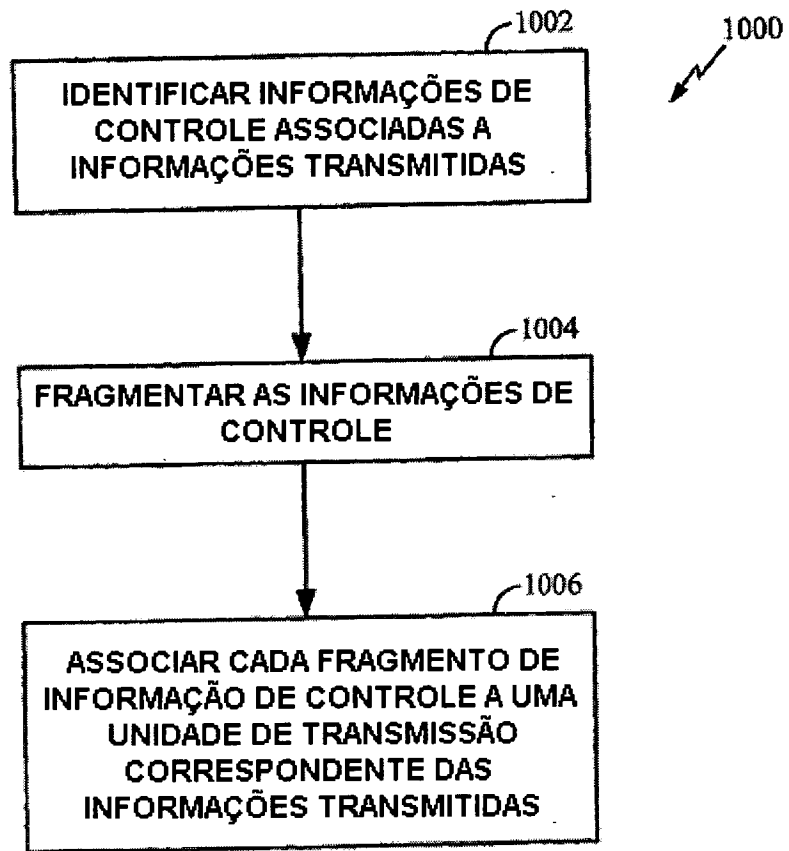 1002
1000
IDENTIFICAR INFORMAÇÕES DE
CONTROLE ASSOCIADAS A
INFORMAÇÕES TRANSMITIDAS
1004
FRAGMENTAR AS INFORMAÇÕES DE
CONTROLE
1006
ASSOCIAR CADA FRAGMENTO DE
INFORMAÇÃO DE CONTROLE A UMA
UNIDADE DE TRANSMISSÃO
CORRESPONDENTE DAS
INFORMAÇÕES TRANSMITIDAS